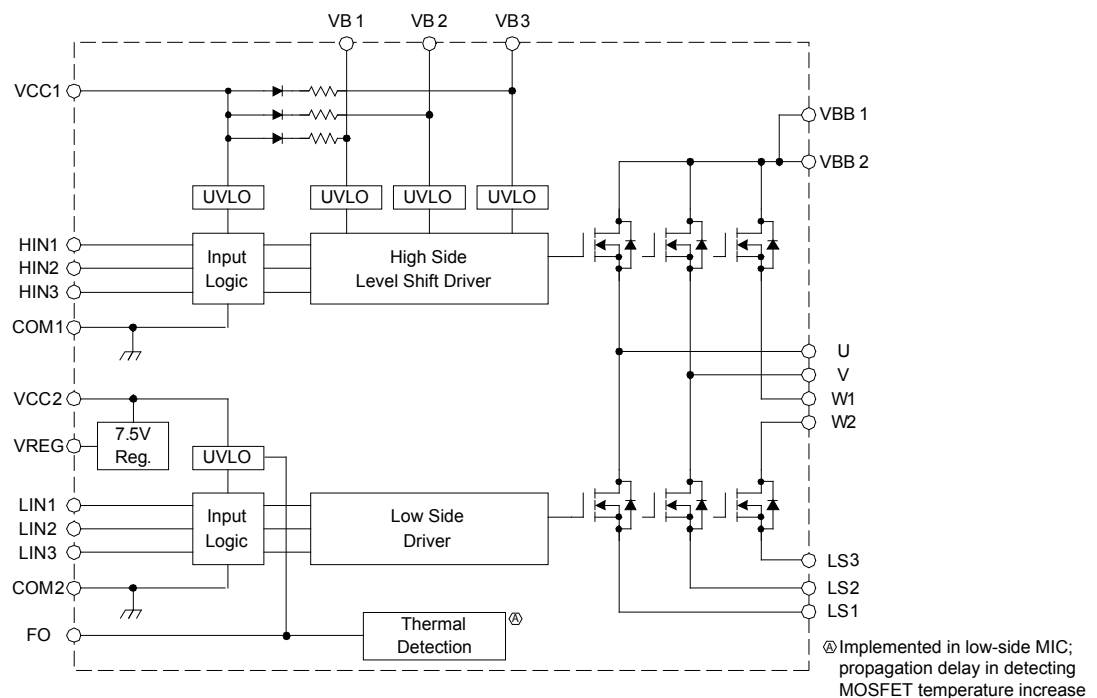 VB 1 VB 2 VB3
VCC1
VBB 1
VBB 2
UVLO UVLO UVLO UVLO
HIN1
HIN2
HIN3
Input
Logic
High Side
Level Shift Driver
COM1
U
V
W1
W2
VCC2
7.5V
Reg.
VREG
UVLO
LIN1
LIN2
LIN3
Input
Logic
Low Side
Driver
COM2
LS3
LS2
LS1
FO
Thermal
Detection
Ⓐ
Ⓐ Implemented in low-side MIC;
propagation delay in detecting
MOSFET temperature increase